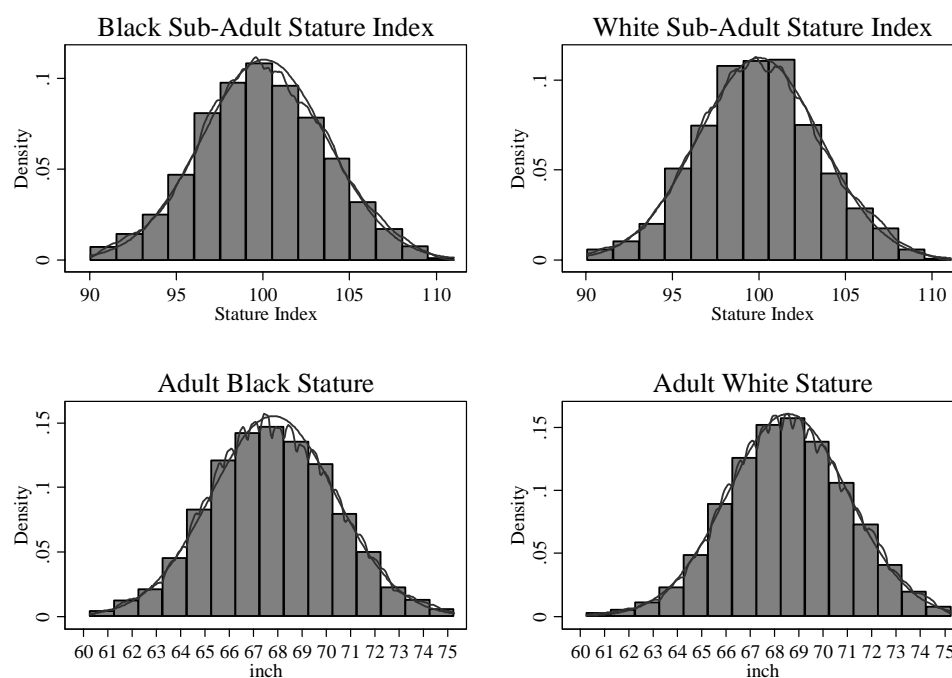 Black Sub-Adult Stature Index
Density
0 .05 .1
90 95 100 105 110
Stature Index
White Sub-Adult Stature Index
Density
0 .05 .1
90 95 100 105 110
Stature Index
Adult Black Stature
Density
0 .05 .1 .15
60 61 62 63 64 65 66 67 68 69 70 71 72 73 74 75
inch
Adult White Stature
Density
0 .05 .1 .15
60 61 62 63 64 65 66 67 68 69 70 71 72 73 74 75
inch